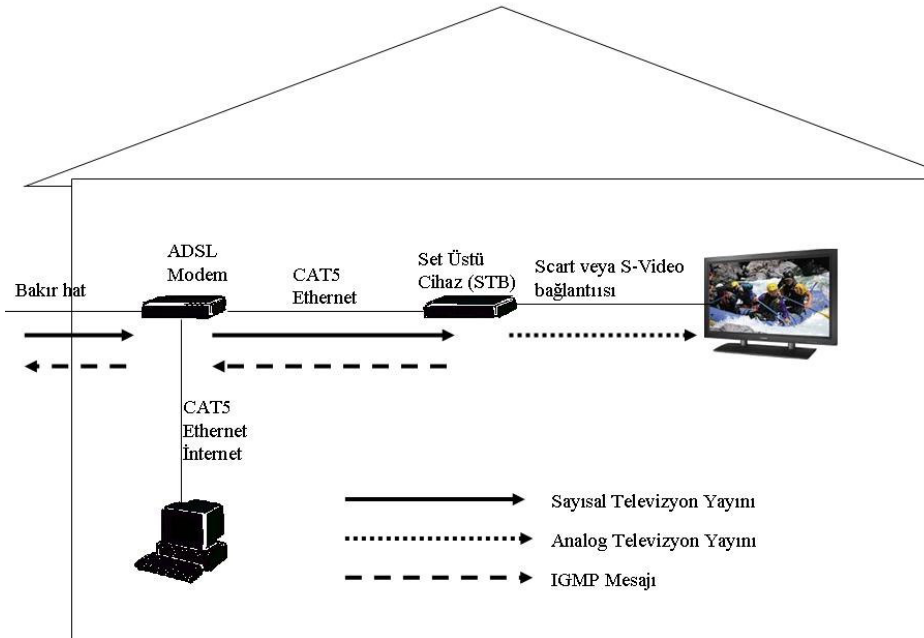 Bakır hat
ADSL
Modem
CAT5
Ethernet
Set Üstü
Cihaz (STB)
Scart veya S-Video
bağlantıısı
CAT5
Ethernet
İnternet
Sayısal Televizyon Yayını
Analog Televizyon Yayını
IGMP Mesajı